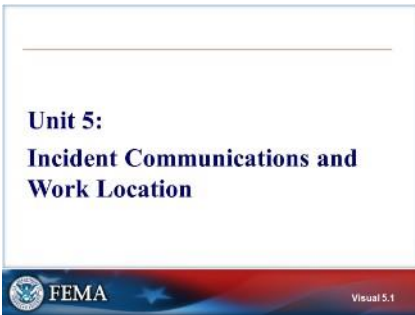 Unit 5:
Incident Communications and
Work Location
FEMA
Visual 5.1